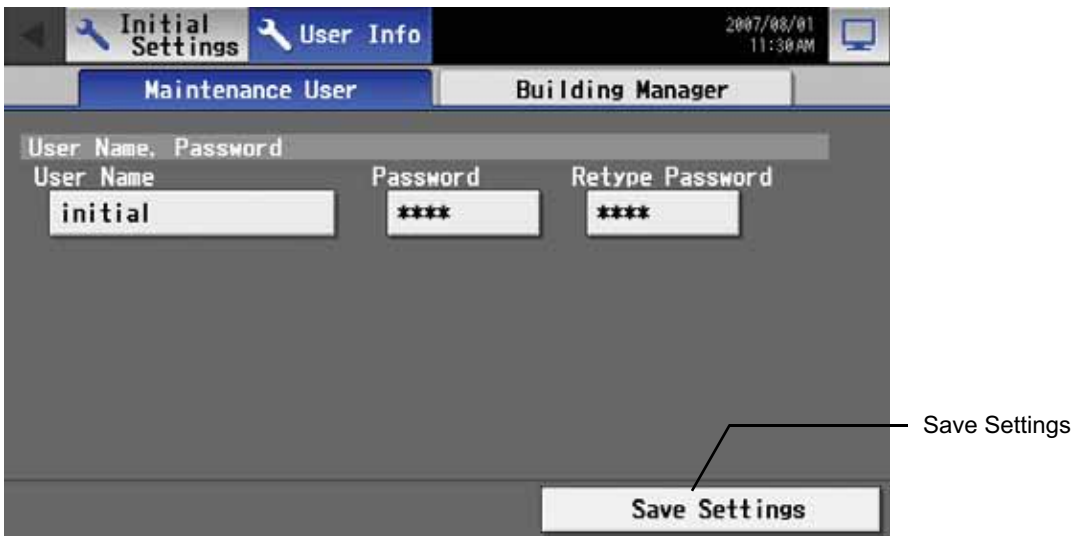 Initial Settings
User Info
2007/08/01
11:30AM
Maintenance User
Building Manager
User Name, Password
User Name
Password
Retype Password
initial
****
****
Save Settings
Save Settings